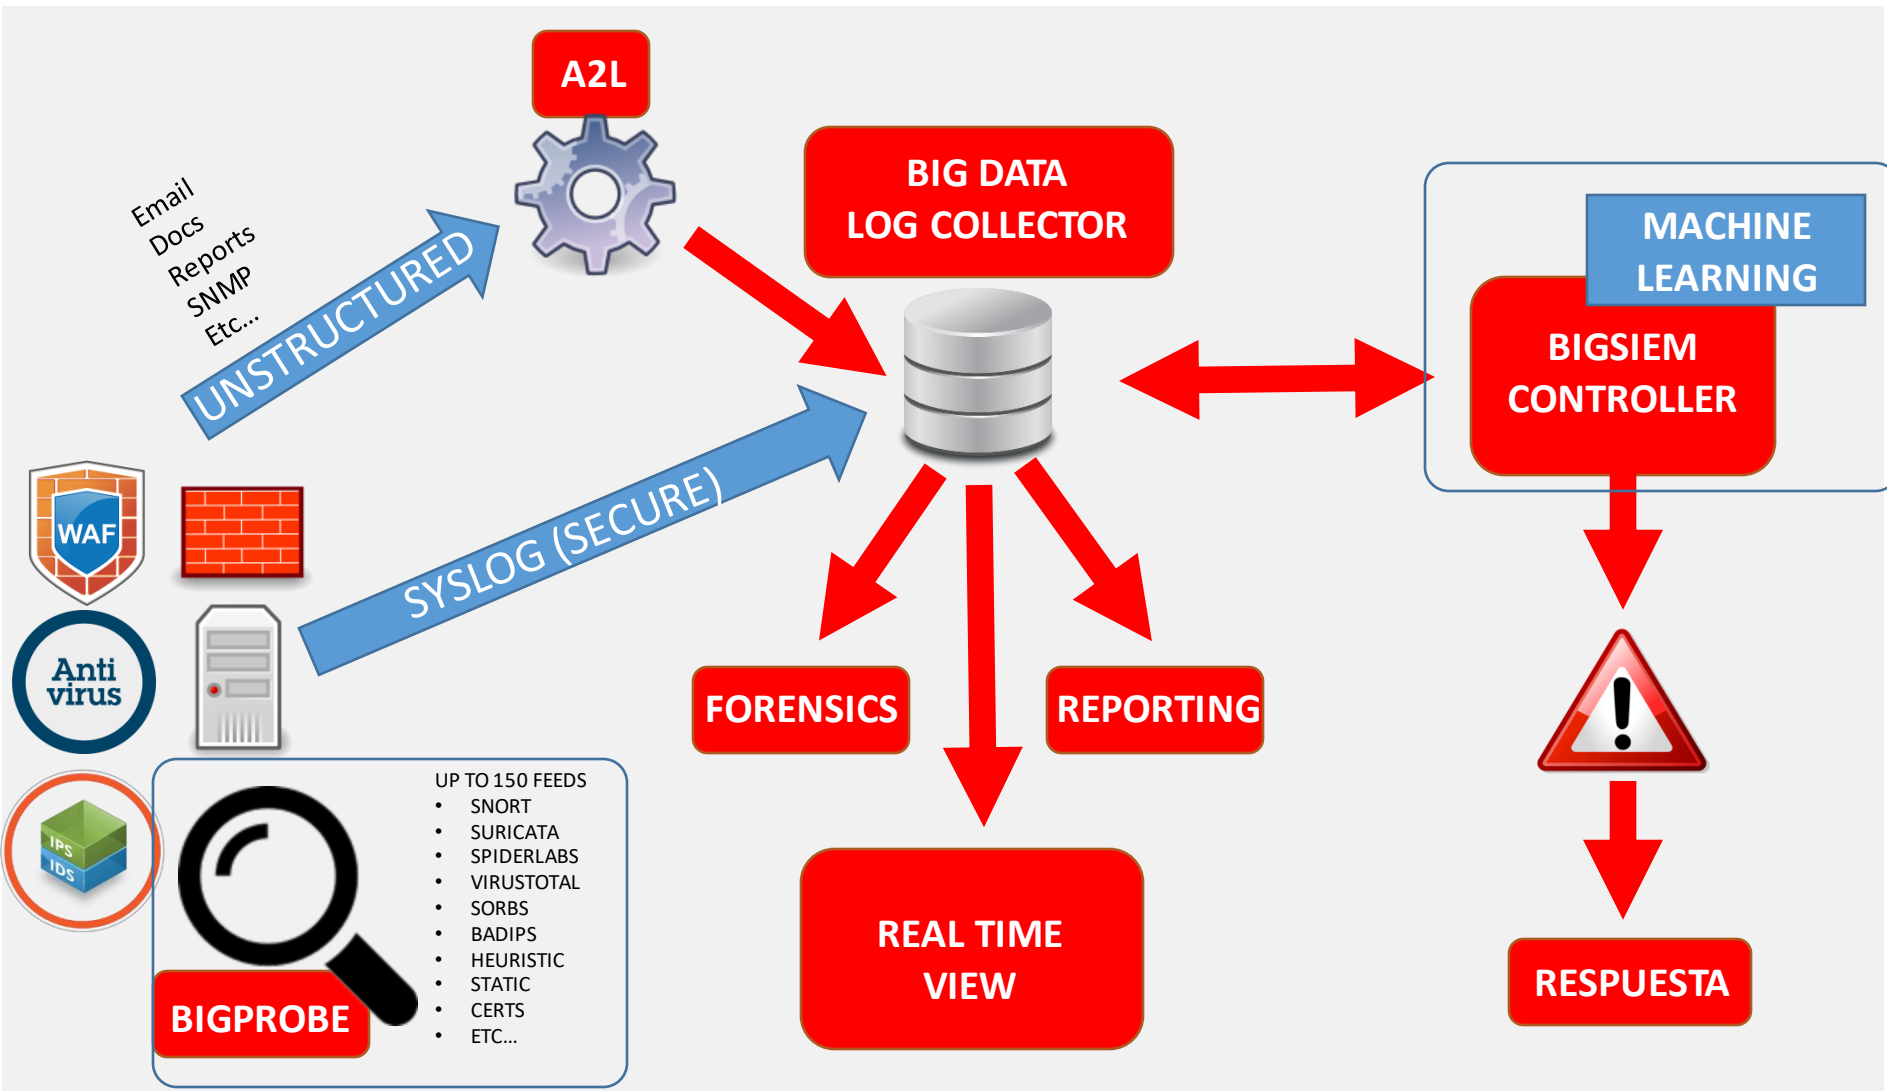 A2L
BIG DATA
LOG COLLECTOR
MACHINE
LEARNING
BIGSIEM
CONTROLLER
Email
Docs
Reports
SNMP
Etc...
UNSTRUCTURED
SYSLOG (SECURE)
WAF
Anti
virus
IPS
IDS
BIGPROBE
UP TO 150 FEEDS
• SNORT
• SURICATA
• SPIDERLABS
• VIRUSTOTAL
• SORBS
• BADIPS
• HEURISTIC
• STATIC
• CERTS
• ETC...
FORENSICS
REPORTING
REAL TIME
VIEW
!
RESPUESTA